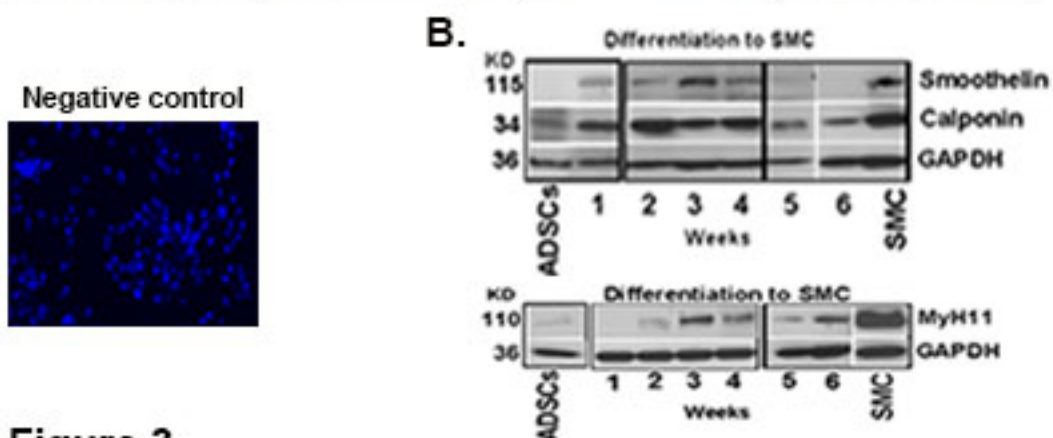 Negative control
B.
Differentiation to SMC
KD
115 Smoothelin
34 Calponin
36 GAPDH
ADSCs 1 2 3 4 5 6 SMC
Weeks
KD Differentiation to SMC
110 MyH11
36 GAPDH
ADSCs 1 2 3 4 5 6 SMC
Weeks